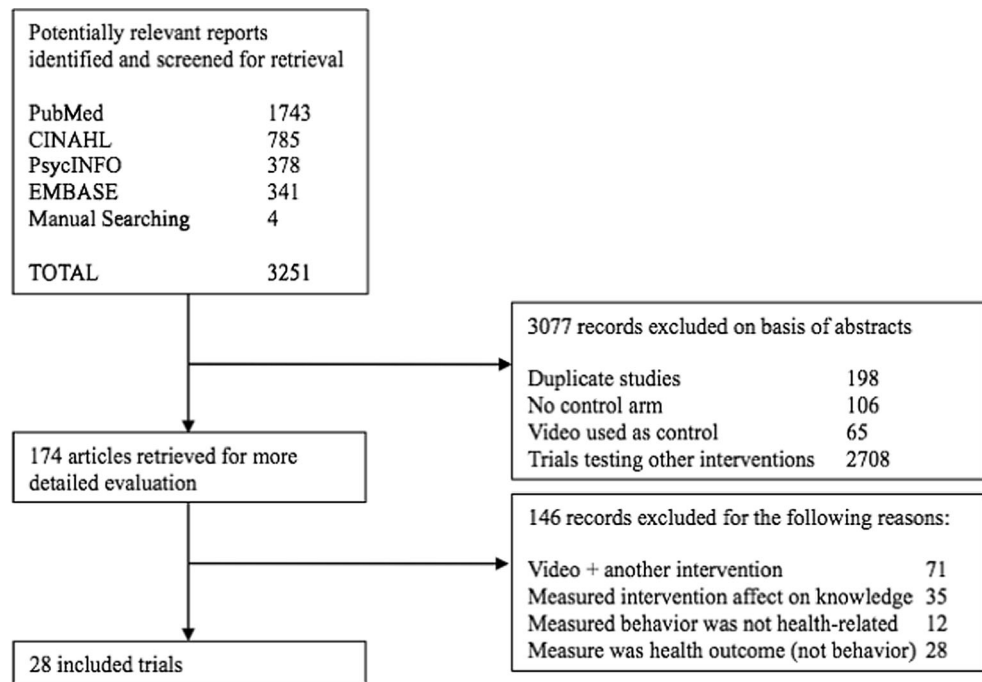 Potentially relevant reports
identified and screened for retrieval
PubMed 1743
CINAHL 785
PsycINFO 378
EMBASE 341
Manual Searching 4
TOTAL 3251
3077 records excluded on basis of abstracts
Duplicate studies 198
No control arm 106
Video used as control 65
Trials testing other interventions 2708
174 articles retrieved for more
detailed evaluation
146 records excluded for the following reasons:
Video + another intervention 71
Measured intervention affect on knowledge 35
Measured behavior was not health-related 12
Measure was health outcome (not behavior) 28
28 included trials